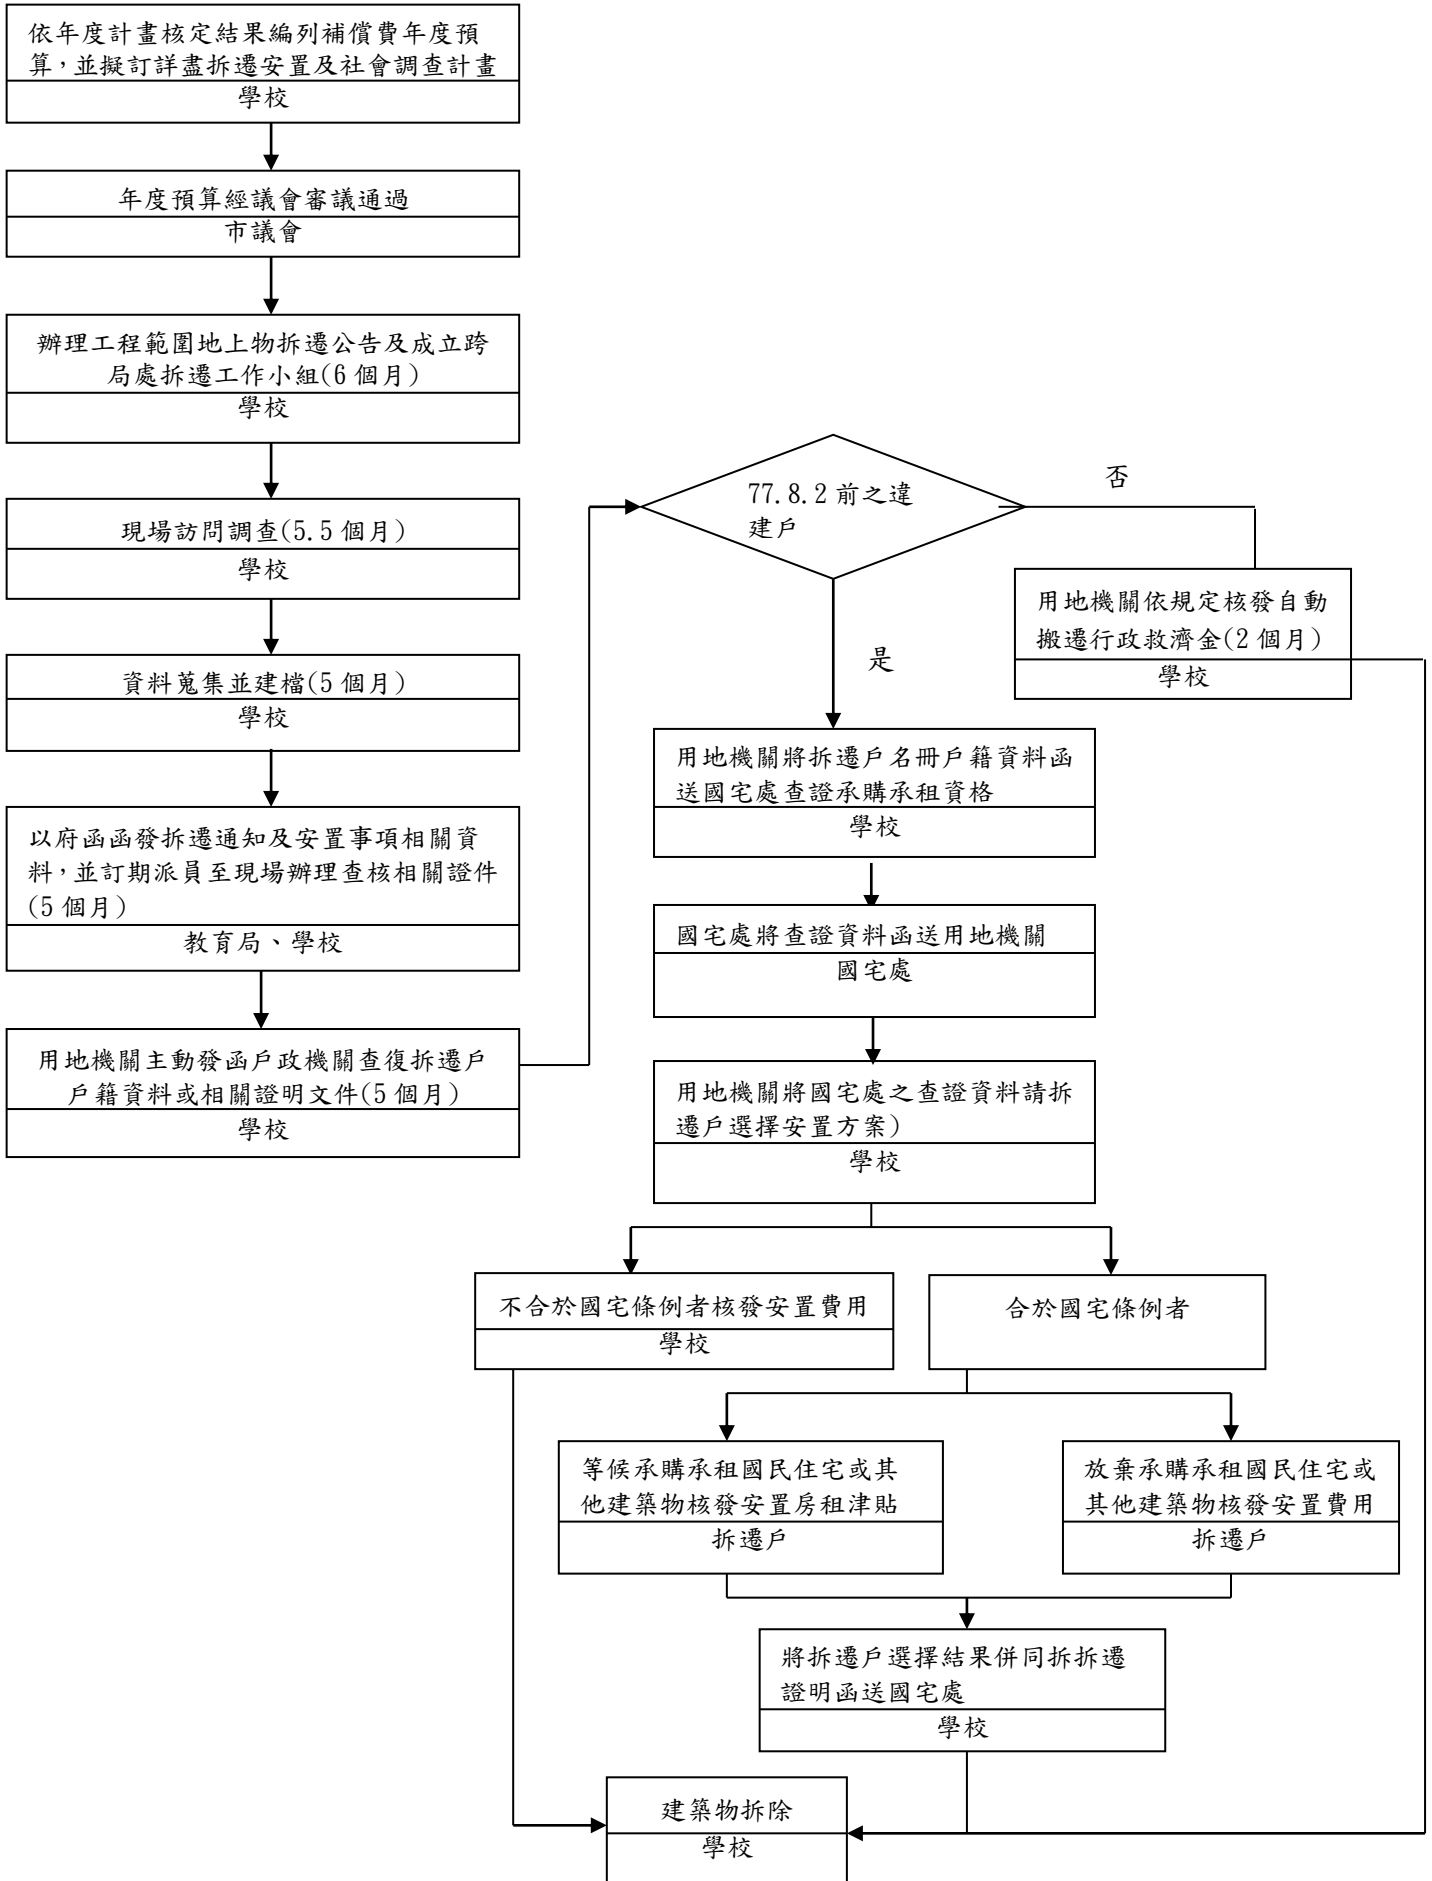 依年度計畫核定結果編列補償費年度預
算，並擬訂詳盡拆遷安置及社會調查計畫
學校
年度預算經議會審議通過
市議會
辦理工程範圍地上物拆遷公告及成立跨
局處拆遷工作小組(6 個月)
學校
現場訪問調查(5.5 個月)
學校
資料蒐集並建檔(5 個月)
學校
以府函函發拆遷通知及安置事項相關資
料，並訂期派員至現場辦理查核相關證件
(5 個月)
教育局、學校
用地機關主動發函戶政機關查復拆遷戶
戶籍資料或相關證明文件(5 個月)
學校
77.8.2 前之違
建戶
否
用地機關依規定核發自動
搬遷行政救濟金(2 個月)
學校
是
用地機關將拆遷戶名冊戶籍資料函
送國宅處查證承購承租資格
學校
國宅處將查證資料函送用地機關
國宅處
用地機關將國宅處之查證資料請拆
遷戶選擇安置方案)
學校
不合於國宅條例者核發安置費用
學校
合於國宅條例者
等候承購承租國民住宅或其
他建築物核發安置房租津貼
拆遷戶
放棄承購承租國民住宅或
其他建築物核發安置費用
拆遷戶
將拆遷戶選擇結果併同拆拆遷
證明函送國宅處
學校
建築物拆除
學校